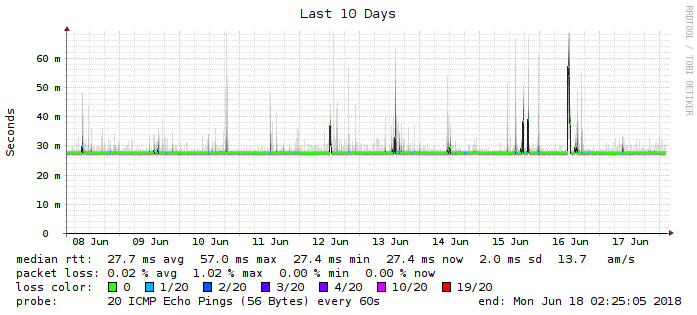 Last 10 Days
RRDTOOL / TOBI OETIKER
Seconds
60 m
50 m
40 m
30 m
20 m
10 m
0
08 Jun 09 Jun 10 Jun 11 Jun 12 Jun 13 Jun 14 Jun 15 Jun 16 Jun 17 Jun
median rtt: 27.7 ms avg 57.0 ms max 27.4 ms min 27.4 ms now 2.0 ms sd 13.7 am/s
packet loss: 0.02 % avg 1.02 % max 0.00 % min 0.00 % now
loss color: 0 1/20 2/20 3/20 4/20 10/20 19/20
probe: 20 ICMP Echo Pings (56 Bytes) every 60s end: Mon Jun 18 02:25:05 2018